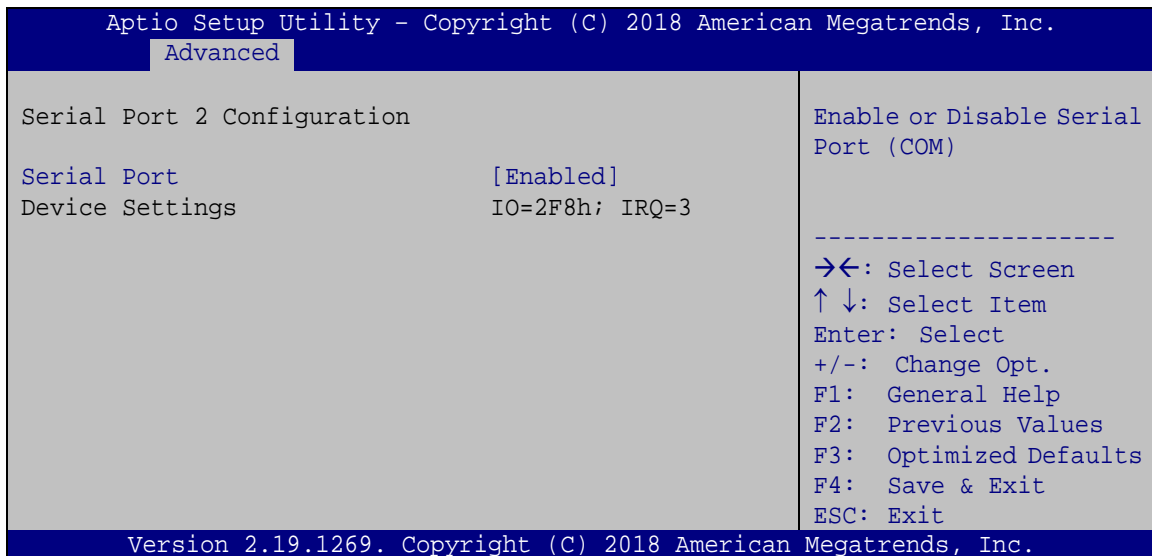 Aptio Setup Utility – Copyright (C) 2018 American Megatrends, Inc.
Advanced
Serial Port 2 Configuration
Serial Port [Enabled]
Device Settings IO=2F8h; IRQ=3
Enable or Disable Serial
Port (COM)
---------------------
→←: Select Screen
↑ ↓: Select Item
Enter: Select
+/-: Change Opt.
F1: General Help
F2: Previous Values
F3: Optimized Defaults
F4: Save & Exit
ESC: Exit
Version 2.19.1269. Copyright (C) 2018 American Megatrends, Inc.